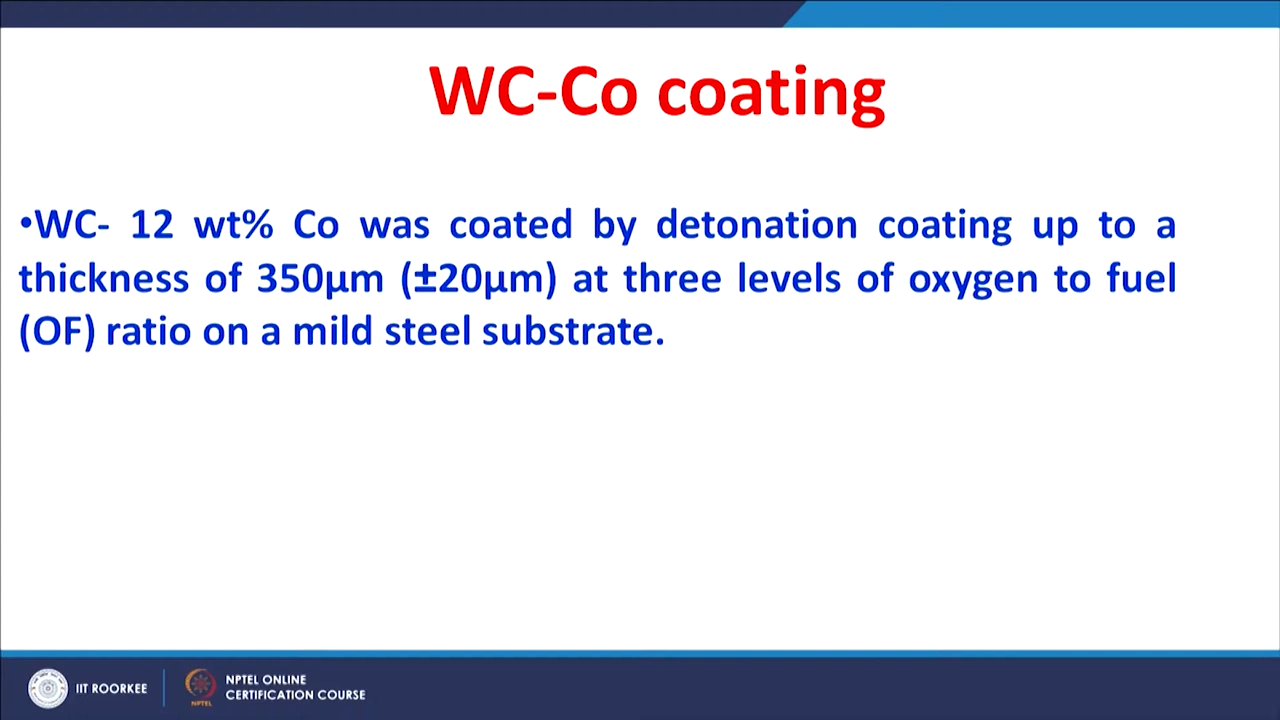 WC-Co coating
•WC- 12 wt% Co was coated by detonation coating up to a
thickness of 350µm (±20µm) at three levels of oxygen to fuel
(OF) ratio on a mild steel substrate.
IIT ROORKEE
NPTEL ONLINE
CERTIFICATION COURSE
NPTEL